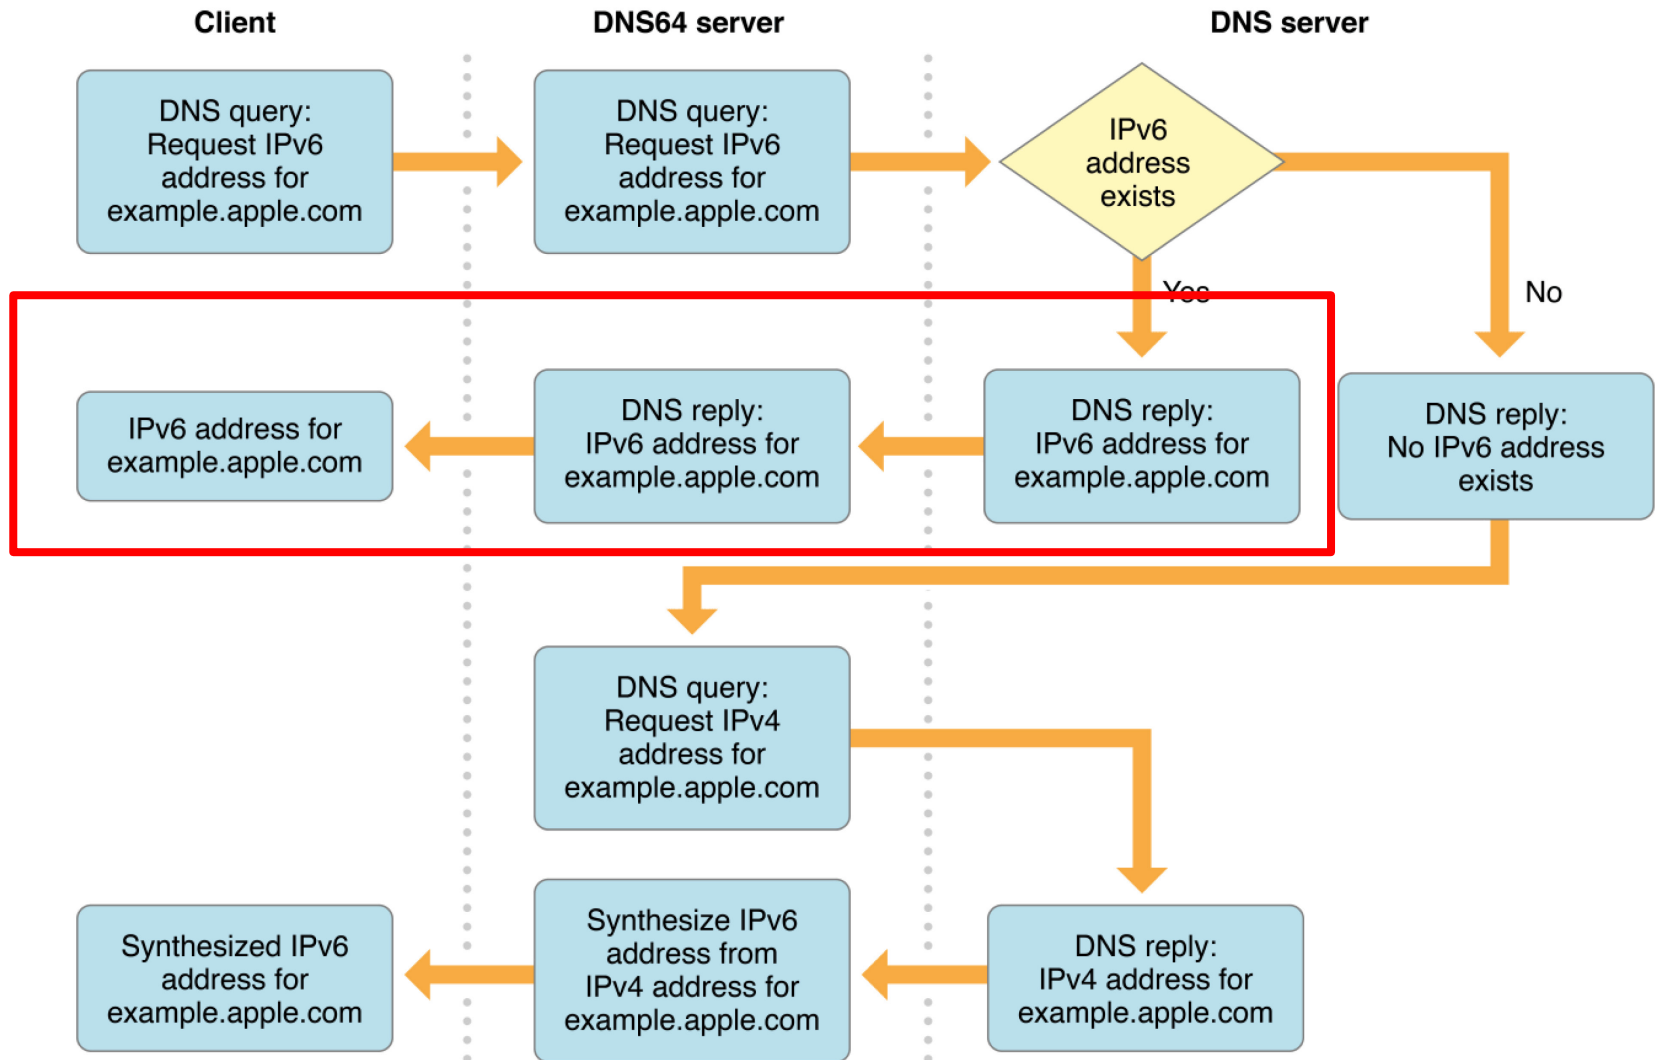 Client
DNS64 server
DNS server
DNS query:
Request IPv6
address for
example.apple.com
DNS query:
Request IPv6
address for
example.apple.com
IPv6
address
exists
Yes
No
IPv6 address for
example.apple.com
DNS reply:
IPv6 address for
example.apple.com
DNS reply:
IPv6 address for
example.apple.com
DNS reply:
No IPv6 address
exists
DNS query:
Request IPv4
address for
example.apple.com
Synthesized IPv6
address for
example.apple.com
Synthesize IPv6
address from
IPv4 address for
example.apple.com
DNS reply:
IPv4 address for
example.apple.com